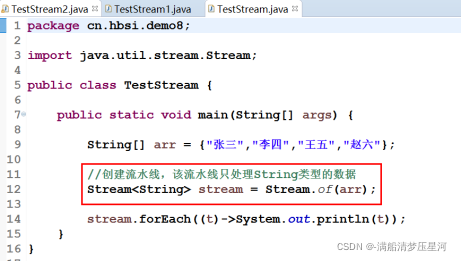 TestStream2.java TestStream1.java TestStream.java
1 package cn.hbsi.demo8;
2
3 import java.util.stream.Stream;
4
5 public class TestStream {
6
7 public static void main(String[] args) {
8
9 String[] arr = {"张三","李四","王五","赵六"};
10
11 //创建流水线，该流水线只处理String类型的数据
12 Stream<String> stream = Stream.of(arr);
13
14 stream.forEach((t)->System.out.println(t));
15 }
16 }
CSDN @-满船清梦压星河